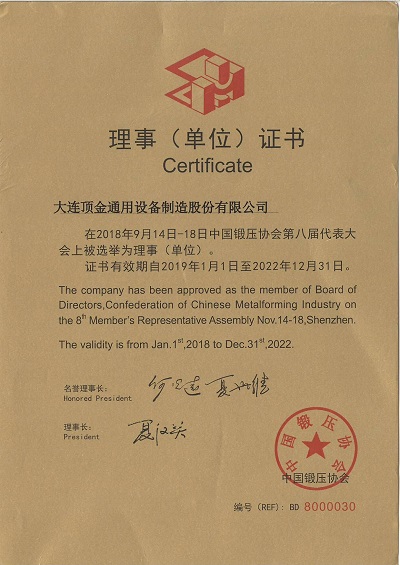 理事（单位）证书
Certificate
大连顶金通用设备制造股份有限公司
在2018年9月14日-18日中国锻压协会第八届代表大
会上被选举为理事（单位）。
证书有效期自2019年1月1日至2022年12月31日。
The company has been approved as the member of Board of
Directors,Confederation of Chinese Metalforming Industry on
the 8th Member's Representative Assembly Nov.14-18,Shenzhen.
The validity is from Jan.1st,2018 to Dec.31st,2022.
名誉理事长：
Honored President
理事长：
President
中国锻压协会
中国锻压协会
编号（REF）：BD 8000030